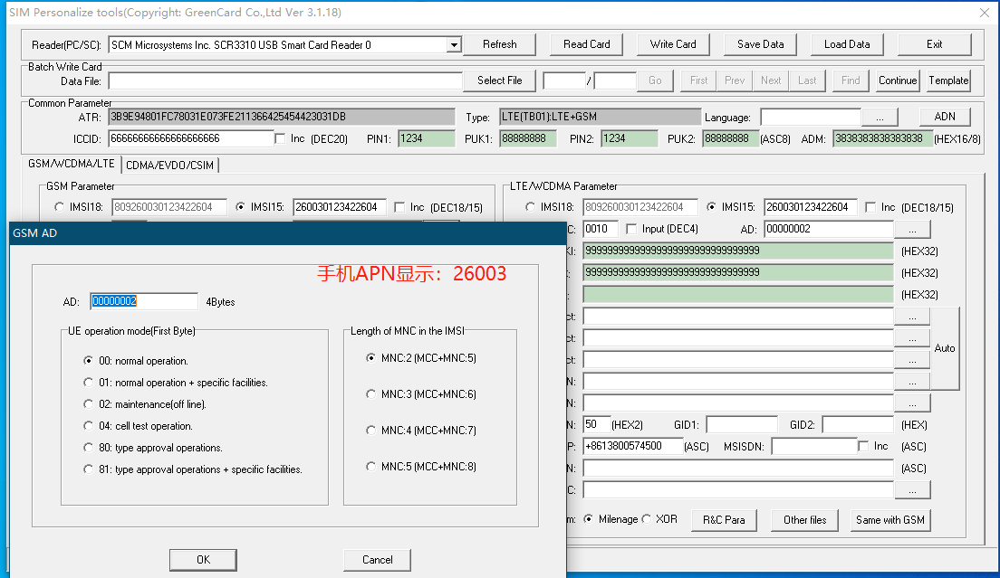 SIM Personalize tools(Copyright: GreenCard Co.,Ltd Ver 3.1.18)
Reader(PC/SC): SCM Microsystems Inc. SCR3310 USB Smart Card Reader 0 Refresh Read Card Write Card Save Data Load Data Exit
Batch Write Card
Data File: Select File / Go First Prev Next Last Find Continue Template
Common Parameter
ATR: 3B9E94801FC78031E073FE211366425454423031DB Type: LTE(TB01):LTE+GSM Language: ... ADN
ICCID: 66666666666666666666 Inc (DEC20) PIN1: 1234 PUK1: 88888888 PIN2: 1234 PUK2: 88888888 (ASC8) ADM: 3838383838383838 (HEX16/8)
GSM/WCDMA/LTE CDMA/EVDO/CSIM
GSM Parameter LTE/WCDMA Parameter
IMSI18: 809260030123422604 IMSI15: 260030123422604 Inc (DEC18/15) IMSI18: 809260030123422604 IMSI15: 260030123422604 Inc (DEC18/15)
GSM AD C: 0010 Input (DEC4) AD: 00000002 ...
KI: 99999999999999999999999999999999 (HEX32)
手机APN显示：26003 99999999999999999999999999999999 (HEX32)
AD: 00000002 4Bytes (HEX32)
UE operation mode(First Byte) Length of MNC in the IMSI ct: ...
00: normal operation. MNC:2 (MCC+MNC:5) ct: ... Auto
01: normal operation + specific facilities. MNC:3 (MCC+MNC:6) ct: ...
02: maintenance(off line). N: ...
04: cell test operation. MNC:4 (MCC+MNC:7) N: ...
N: 50 (HEX2) GID1: GID2: (HEX)
80: type approval operations. P: +8613800574500 (ASC) MSISDN: Inc (ASC)
81: type approval operations + specific facilities. MNC:5 (MCC+MNC:8) N: (ASC)
C: ...
m: Milenage XOR R&C Para Other files Same with GSM
OK Cancel